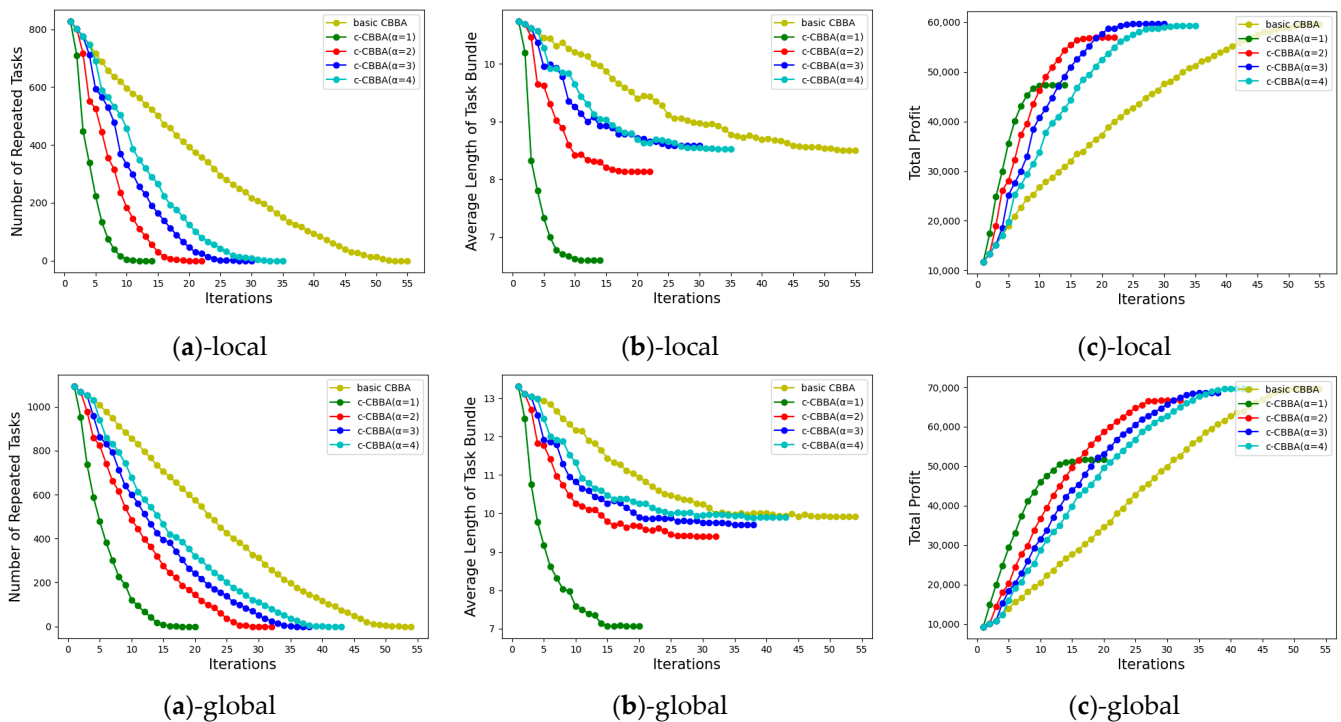 Number of Repeated Tasks
800
600
400
200
0
0 5 10 15 20 25 30 35 40 45 50 55
Iterations
basic CBBA
c-CBBA(α=1)
c-CBBA(α=2)
c-CBBA(α=3)
c-CBBA(α=4)
(a)-local
Average Length of Task Bundle
10
9
8
7
0 5 10 15 20 25 30 35 40 45 50 55
Iterations
basic CBBA
c-CBBA(α=1)
c-CBBA(α=2)
c-CBBA(α=3)
c-CBBA(α=4)
(b)-local
Total Profit
60,000
50,000
40,000
30,000
20,000
10,000
0 5 10 15 20 25 30 35 40 45 50 55
Iterations
basic CBBA
c-CBBA(α=1)
c-CBBA(α=2)
c-CBBA(α=3)
c-CBBA(α=4)
(c)-local
Number of Repeated Tasks
1000
800
600
400
200
0
0 5 10 15 20 25 30 35 40 45 50 55
Iterations
basic CBBA
c-CBBA(α=1)
c-CBBA(α=2)
c-CBBA(α=3)
c-CBBA(α=4)
(a)-global
Average Length of Task Bundle
13
12
11
10
9
8
7
0 5 10 15 20 25 30 35 40 45 50 55
Iterations
basic CBBA
c-CBBA(α=1)
c-CBBA(α=2)
c-CBBA(α=3)
c-CBBA(α=4)
(b)-global
Total Profit
70,000
60,000
50,000
40,000
30,000
20,000
10,000
0 5 10 15 20 25 30 35 40 45 50 55
Iterations
basic CBBA
c-CBBA(α=1)
c-CBBA(α=2)
c-CBBA(α=3)
c-CBBA(α=4)
(c)-global